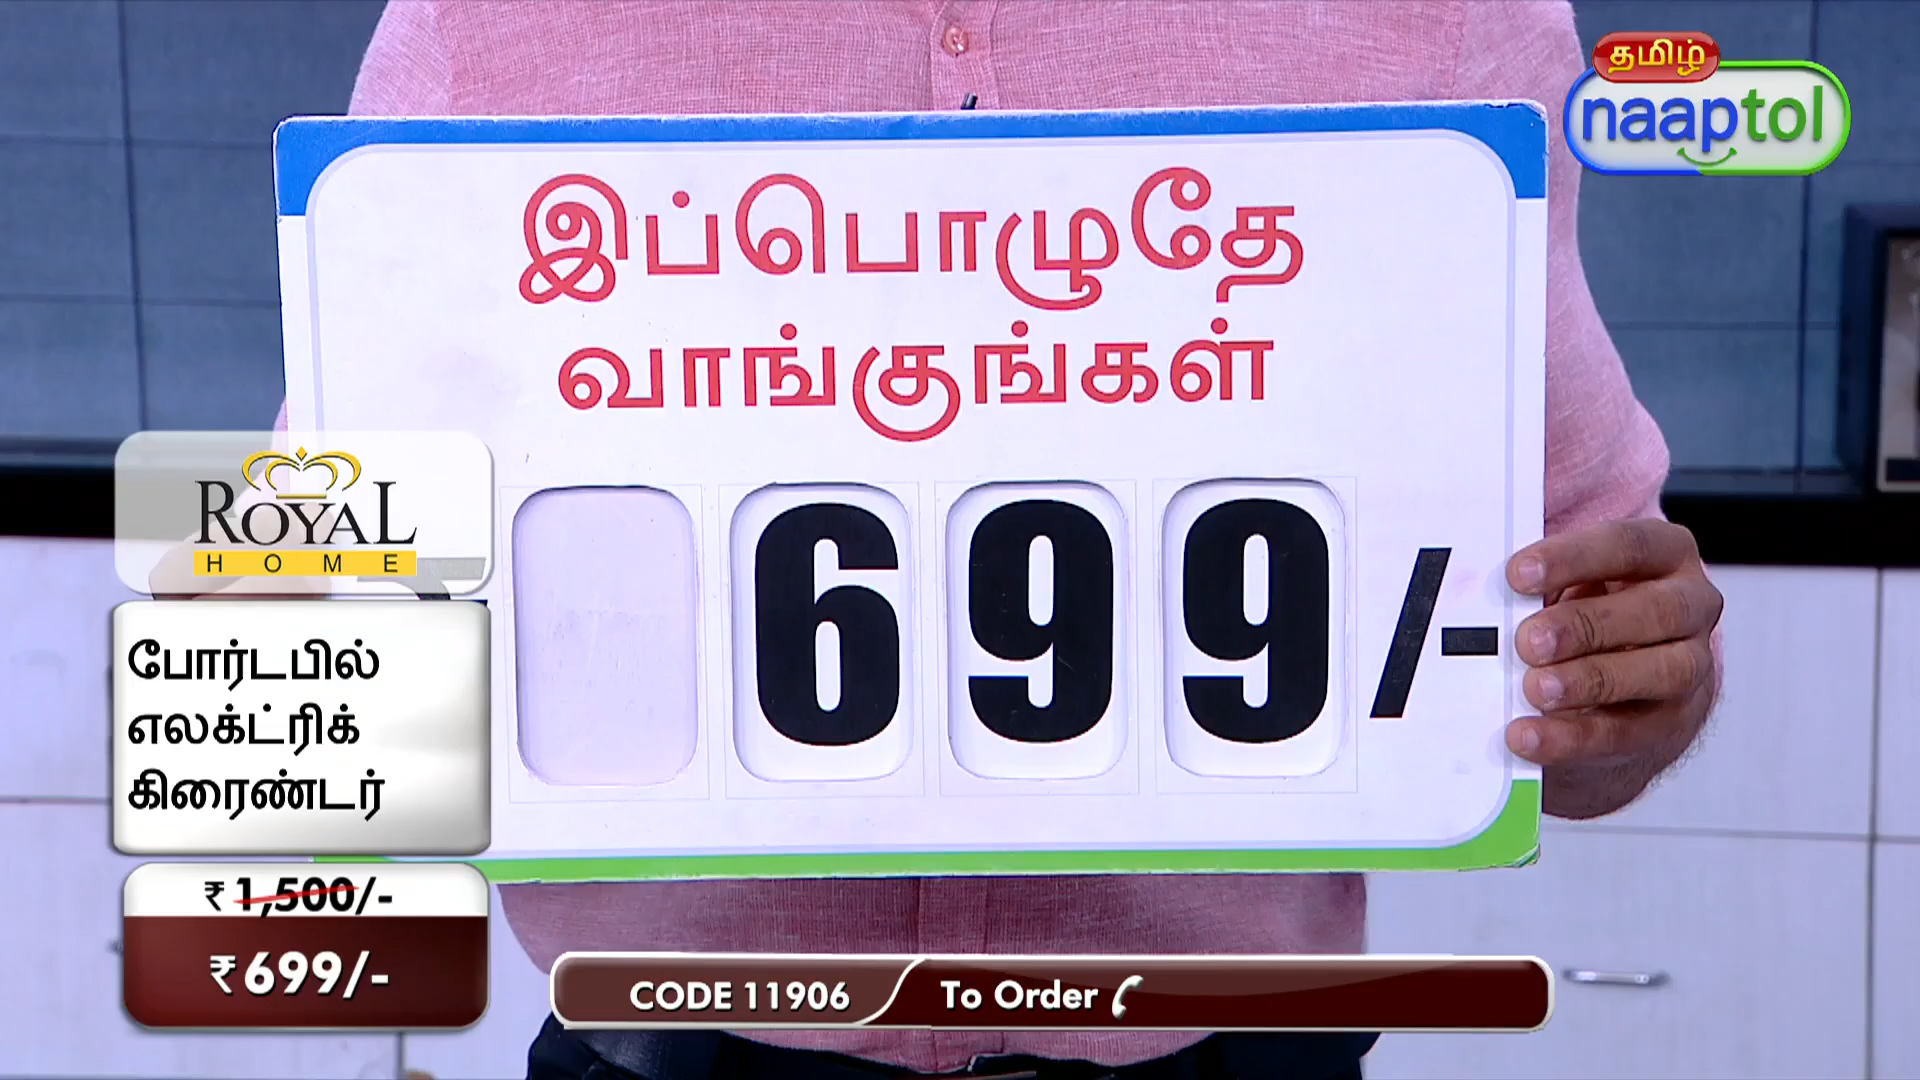 தமிழ்
naaptol
இப்பொழுதே
வாங்குங்கள்
699/-
ROYAL
HOME
போர்டபில்
எலக்ட்ரிக்
கிரைண்டர்
₹ 1,500/-
₹ 699/-
CODE 11906 To Order